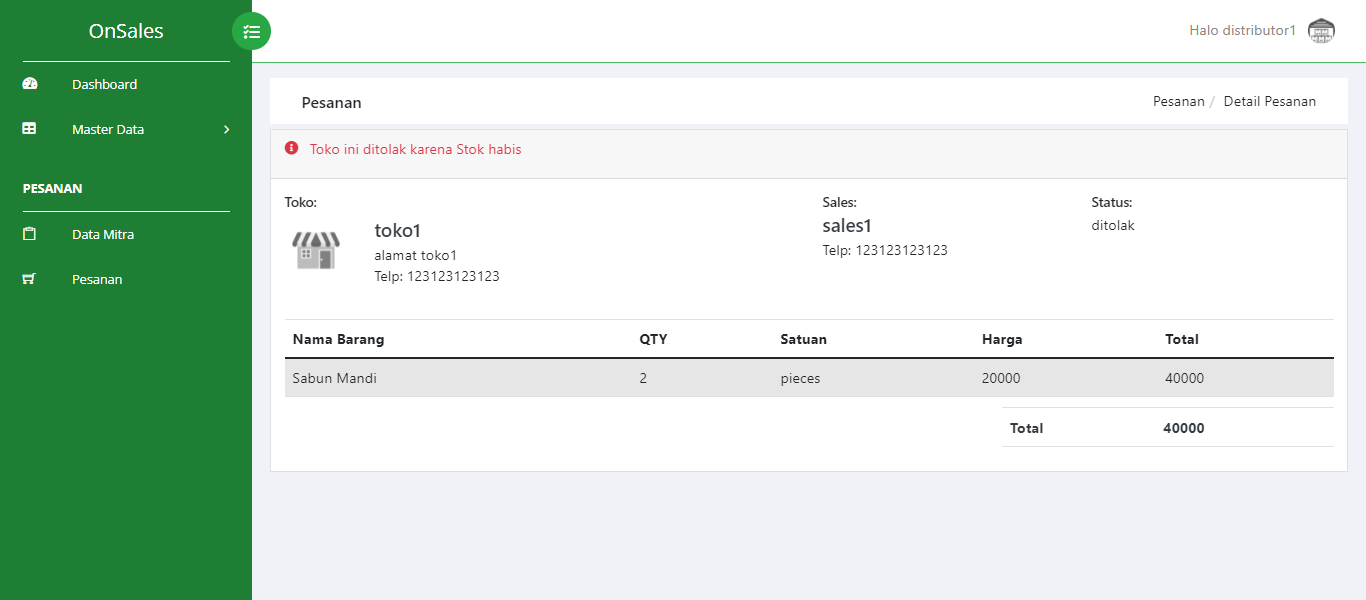 OnSales
Dashboard
Master Data
PESANAN
Data Mitra
Pesanan
Halo distributor1
Pesanan
Pesanan / Detail Pesanan
Toko ini ditolak karena Stok habis
Toko:
toko1
alamat toko1
Telp: 123123123123
Sales:
sales1
Telp: 123123123123
Status:
ditolak
Nama Barang QTY Satuan Harga Total
Sabun Mandi 2 pieces 20000 40000
Total 40000